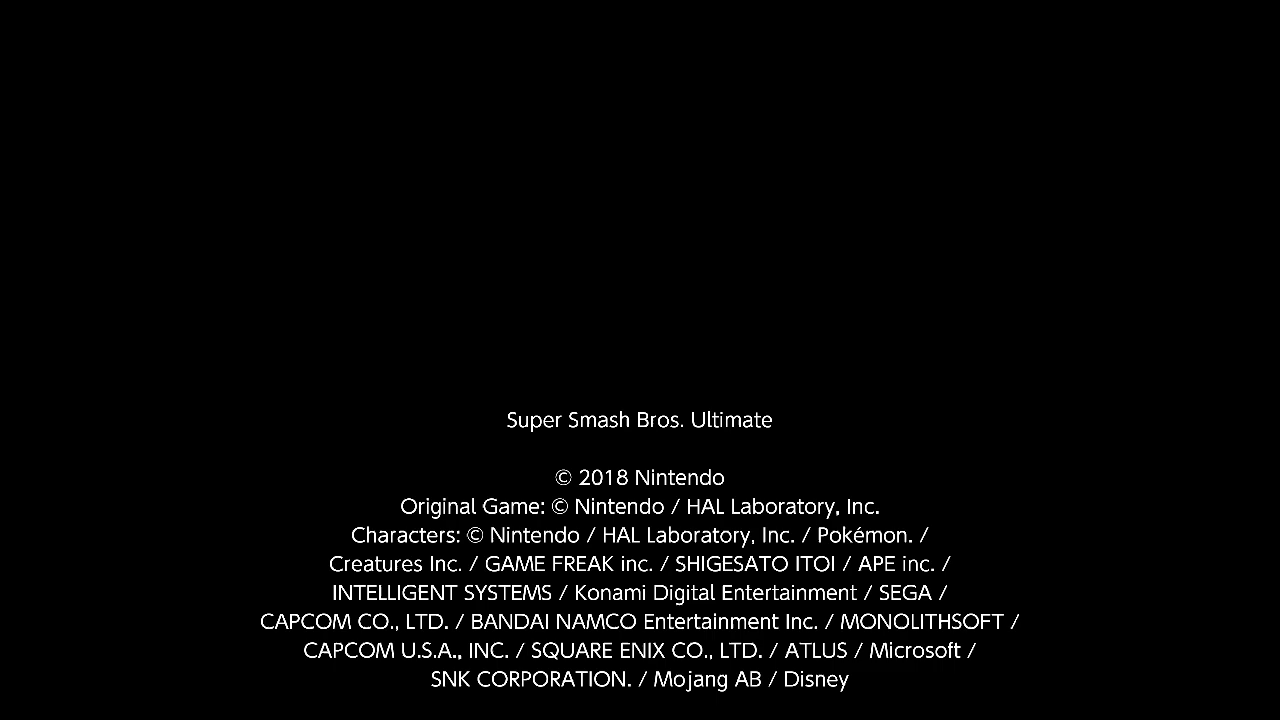 Super Smash Bros. Ultimate
© 2018 Nintendo
Original Game: © Nintendo / HAL Laboratory, Inc.
Characters: © Nintendo / HAL Laboratory, Inc. / Pokémon. /
Creatures Inc. / GAME FREAK inc. / SHIGESATO ITOI / APE inc. /
INTELLIGENT SYSTEMS / Konami Digital Entertainment / SEGA /
CAPCOM CO., LTD. / BANDAI NAMCO Entertainment Inc. / MONOLITHSOFT /
CAPCOM U.S.A., INC. / SQUARE ENIX CO., LTD. / ATLUS / Microsoft /
SNK CORPORATION. / Mojang AB / Disney